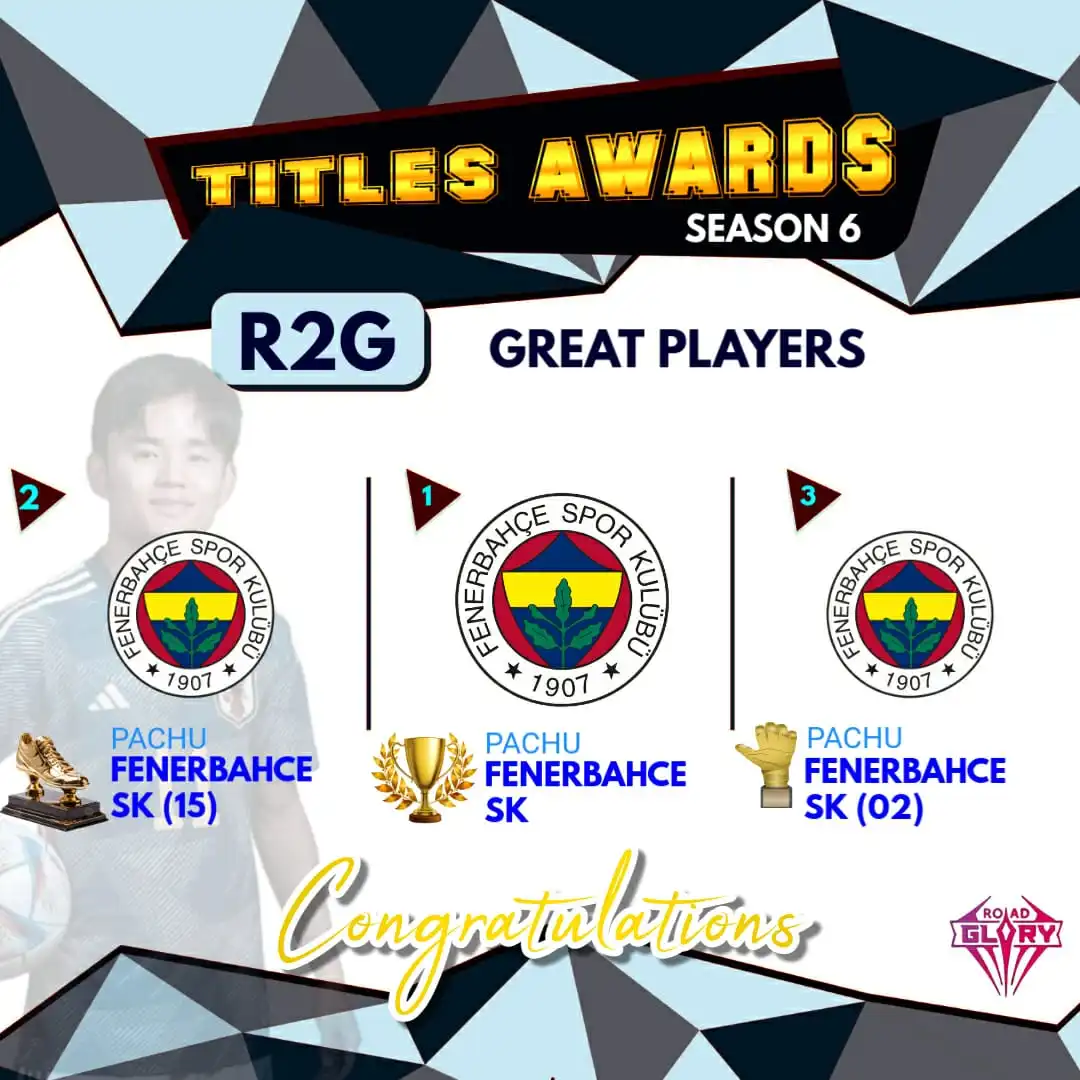 TITLES AWARDS
SEASON 6
R2G
GREAT PLAYERS
2
FENERBAHÇE SPOR KULÜBÜ
1907
PACHU
FENERBAHCE
SK (15)
1
FENERBAHÇE SPOR KULÜBÜ
1907
PACHU
FENERBAHCE
SK
3
FENERBAHÇE SPOR KULÜBÜ
1907
PACHU
FENERBAHCE
SK (02)
Congratulations
ROAD
GLORY